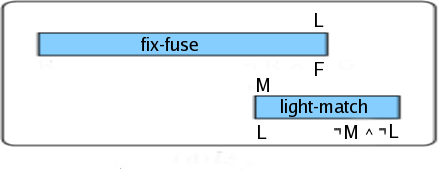 L
fix-fuse
F
M
light-match
L ¬M ^ ¬L